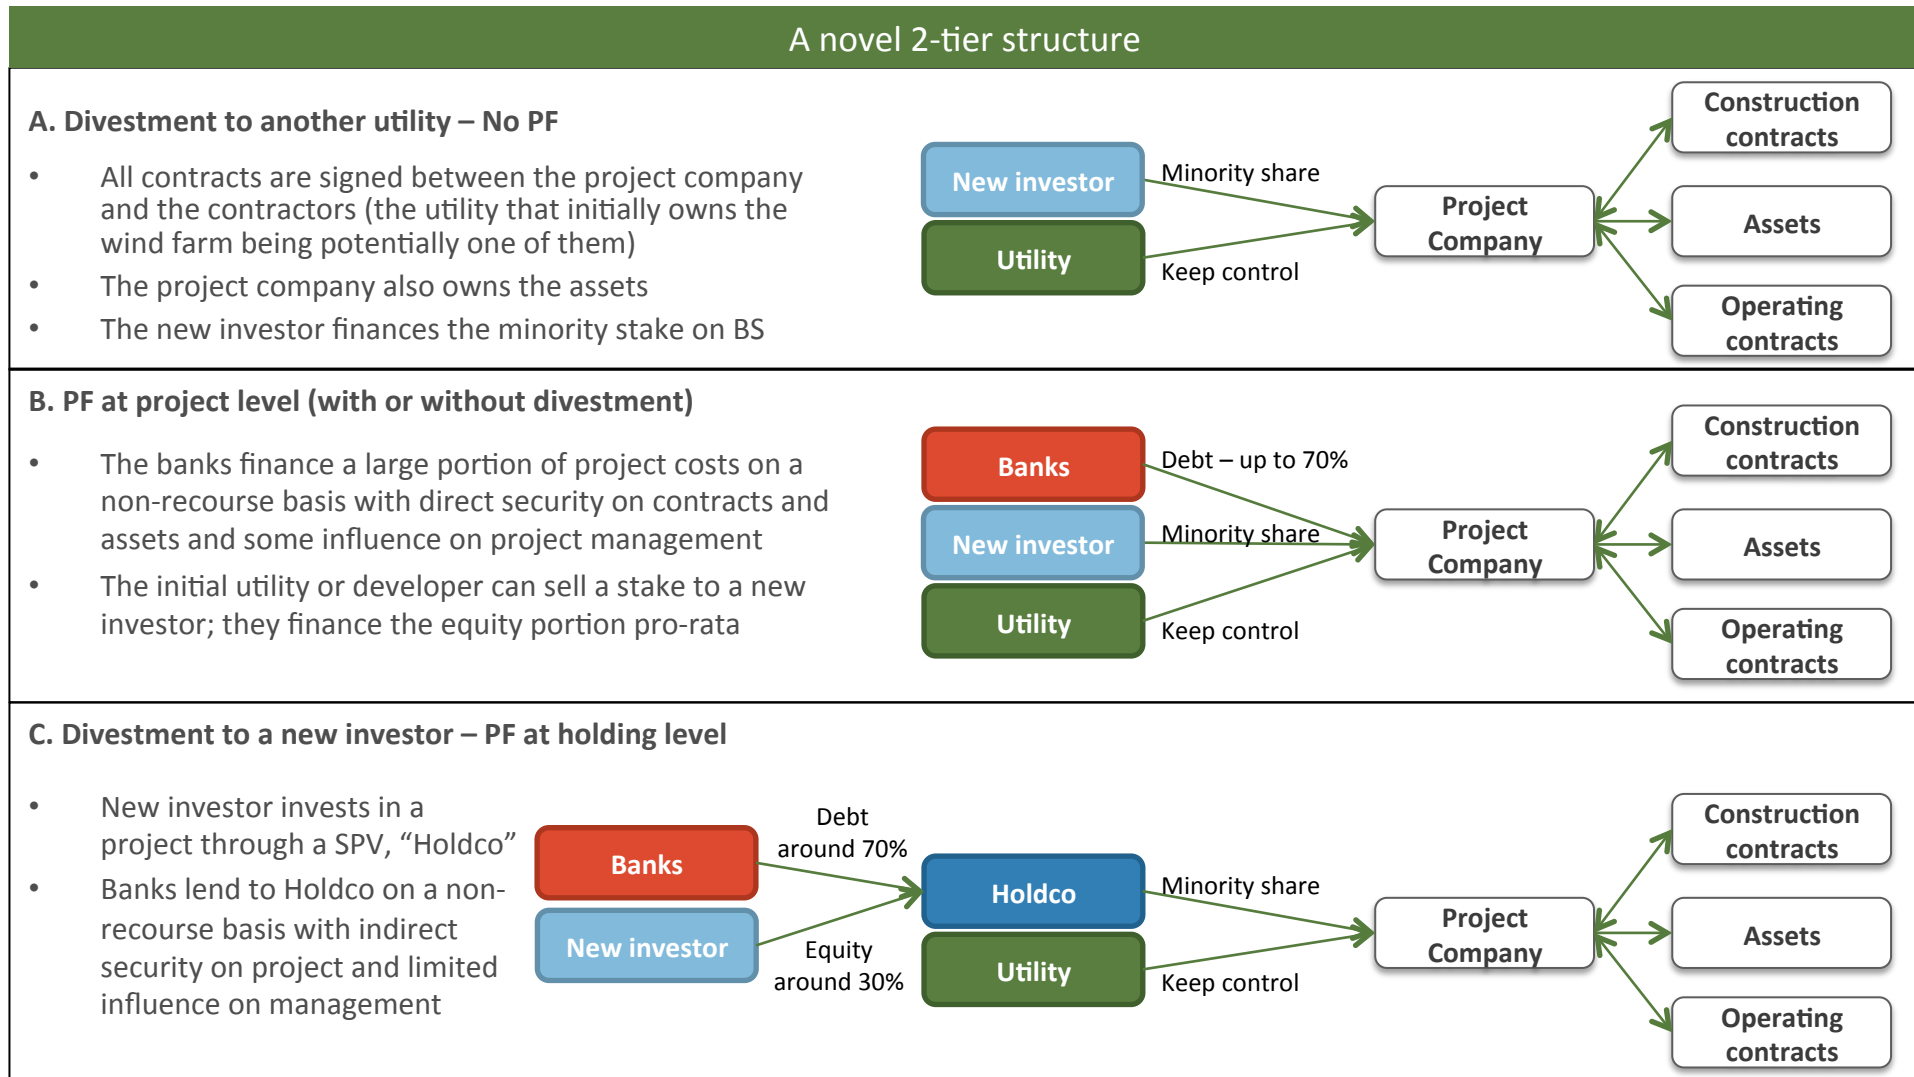 A novel 2-tier structure
A. Divestment to another utility – No PF
• All contracts are signed between the project company
and the contractors (the utility that initially owns the
wind farm being potentially one of them)
• The project company also owns the assets
• The new investor finances the minority stake on BS
New investor
Utility
Minority share
Keep control
Project
Company
Construction
contracts
Assets
Operating
contracts
B. PF at project level (with or without divestment)
• The banks finance a large portion of project costs on a
non-recourse basis with direct security on contracts and
assets and some influence on project management
• The initial utility or developer can sell a stake to a new
investor; they finance the equity portion pro-rata
Banks
New investor
Utility
Debt – up to 70%
Minority share
Keep control
Project
Company
Construction
contracts
Assets
Operating
contracts
C. Divestment to a new investor – PF at holding level
• New investor invests in a
project through a SPV, “Holdco”
• Banks lend to Holdco on a non-
recourse basis with indirect
security on project and limited
influence on management
Banks
New investor
Debt
around 70%
Equity
around 30%
Holdco
Utility
Minority share
Keep control
Project
Company
Construction
contracts
Assets
Operating
contracts